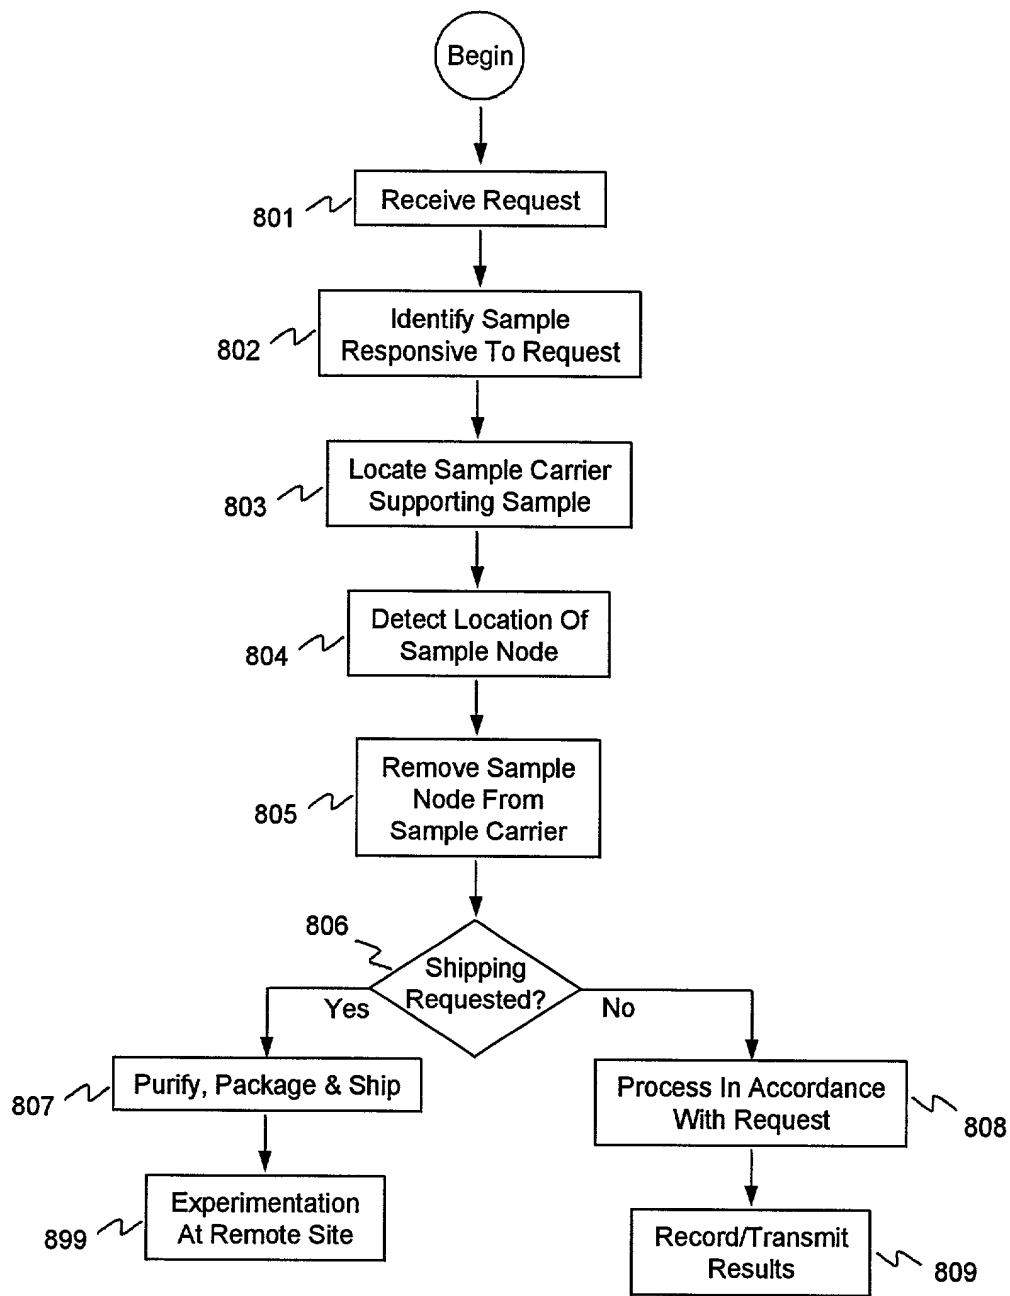 Begin
801
Receive Request
802
Identify Sample
Responsive To Request
803
Locate Sample Carrier
Supporting Sample
804
Detect Location Of
Sample Node
805
Remove Sample
Node From
Sample Carrier
806
Shipping
Requested?
Yes
No
807
Purify, Package & Ship
Process In Accordance
With Request
808
899
Experimentation
At Remote Site
Record/Transmit
Results
809